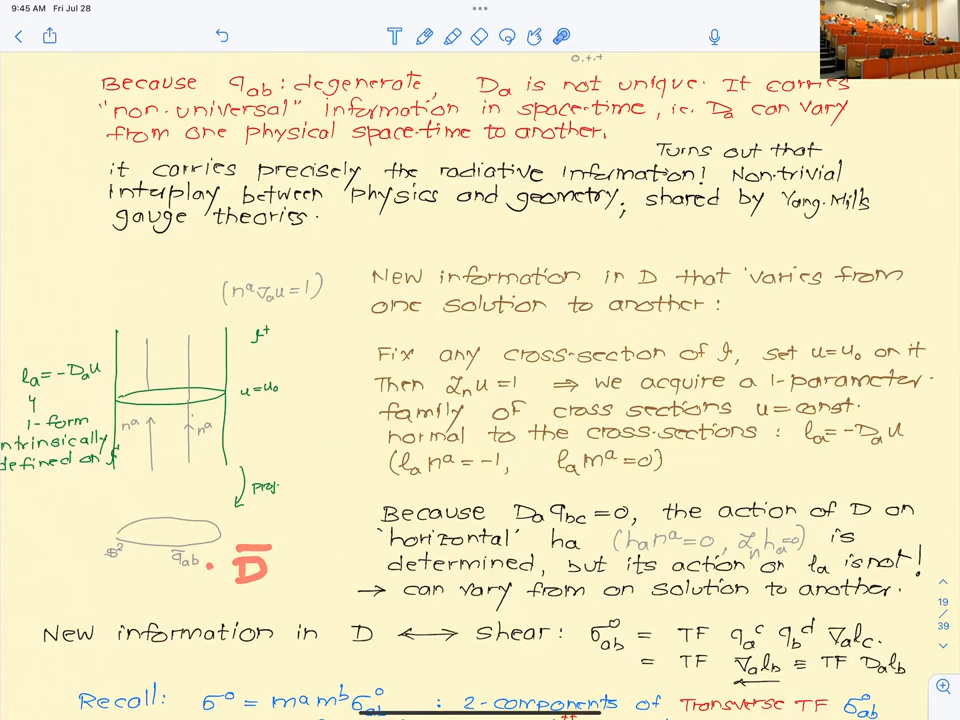 9:45 AM Fri Jul 28
0,+,+
Because q_ab : degenerate, D_a is not unique. It carries
"non-universal" information in space-time, i.e. D_a can vary
from one physical space-time to another.
Turns out that
it carries precisely the radiative information! Non-trivial
interplay between physics and geometry; shared by Yang-Mills
gauge theories.
(n^a ∇_a u = 1)
New information in D that varies from
one solution to another:
ℐ^+
l_a = -D_a u
u = u_0
1-form
intrinsically
defined on ℐ
n^a
n^a
proj.
𝕊^2
q̄_ab
D̄
Fix any cross-section of ℐ, set u = u_0 on it
Then ℒ_n u = 1 ⇒ we acquire a 1-parameter
family of cross sections u = const.
normal to the cross-sections : l_a = -D_a u
(l_a n^a = -1, l_a m^a = 0)
Because D_a q_bc = 0, the action of D on
'horizontal' h_a (h_a n^a = 0, ℒ_n h_a = 0) is
determined, but its action on l_a is not!
→ can vary from on solution to another.
New information in D ⟷ shear: σ°_ab = TF q_a^c q_b^d ∇_a l_c.
= TF ∇_a l_b ≡ TF D_a l_b
Recall: σ° = m^a m^b σ°_ab : 2-components of Transverse TF σ°_ab
19
39